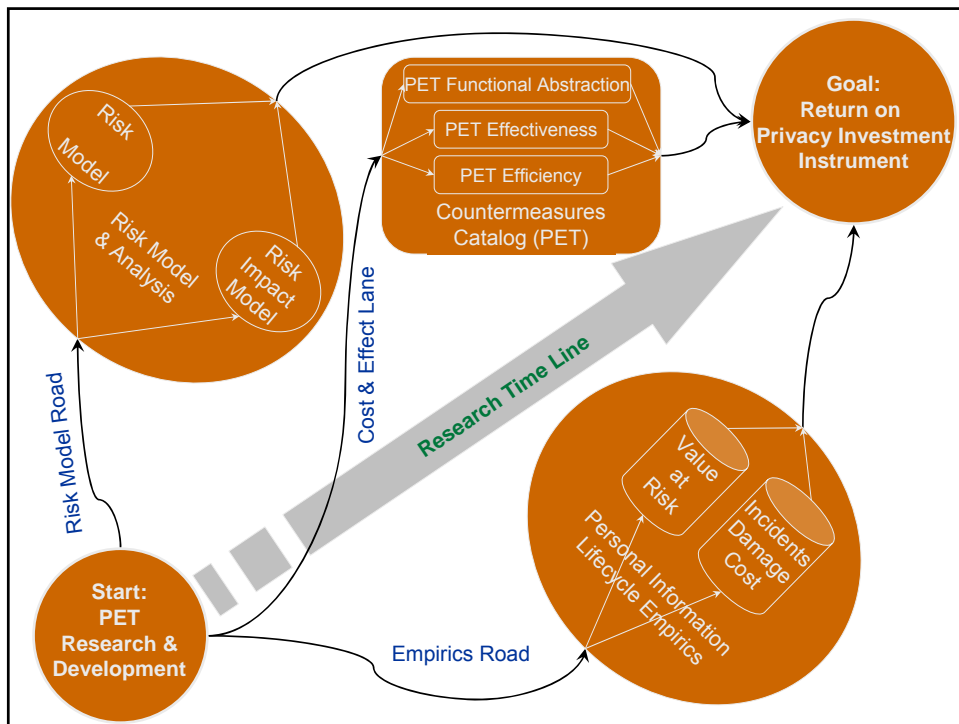 Risk
Model
Risk Model
& Analysis
Risk
Impact
Model
PET Functional Abstraction
PET Effectiveness
PET Efficiency
Countermeasures
Catalog (PET)
Goal:
Return on
Privacy Investment
Instrument
Risk Model Road
Cost & Effect Lane
Research Time Line
Start:
PET
Research &
Development
Empirics Road
Value
at
Risk
Incidents
Damage
Cost
Personal Information
Lifecycle Empirics